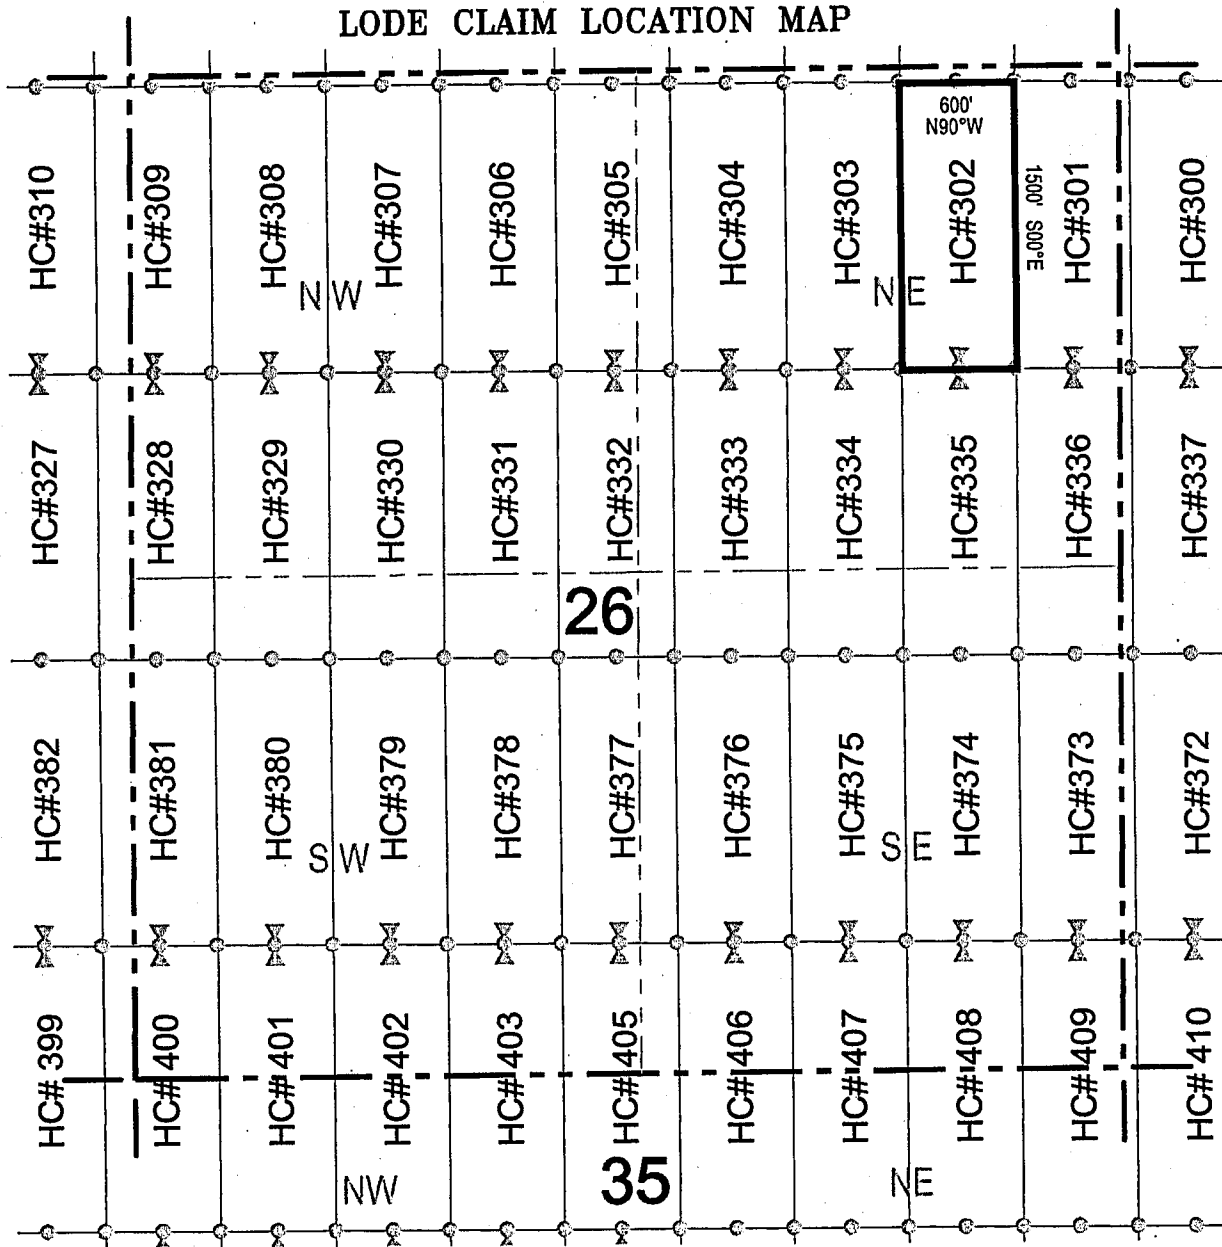 LODE CLAIM LOCATION MAP
600'
N90°W
1500' S00°E
HC#310
HC#309
HC#308
HC#307
HC#306
HC#305
HC#304
HC#303
HC#302
HC#301
HC#300
NW
NE
HC#327
HC#328
HC#329
HC#330
HC#331
HC#332
HC#333
HC#334
HC#335
HC#336
HC#337
26
HC#382
HC#381
HC#380
HC#379
HC#378
HC#377
HC#376
HC#375
HC#374
HC#373
HC#372
SW
SE
HC# 399
HC# 400
HC# 401
HC# 402
HC# 403
HC# 405
HC# 406
HC# 407
HC# 408
HC# 409
HC# 410
NW
35
NE